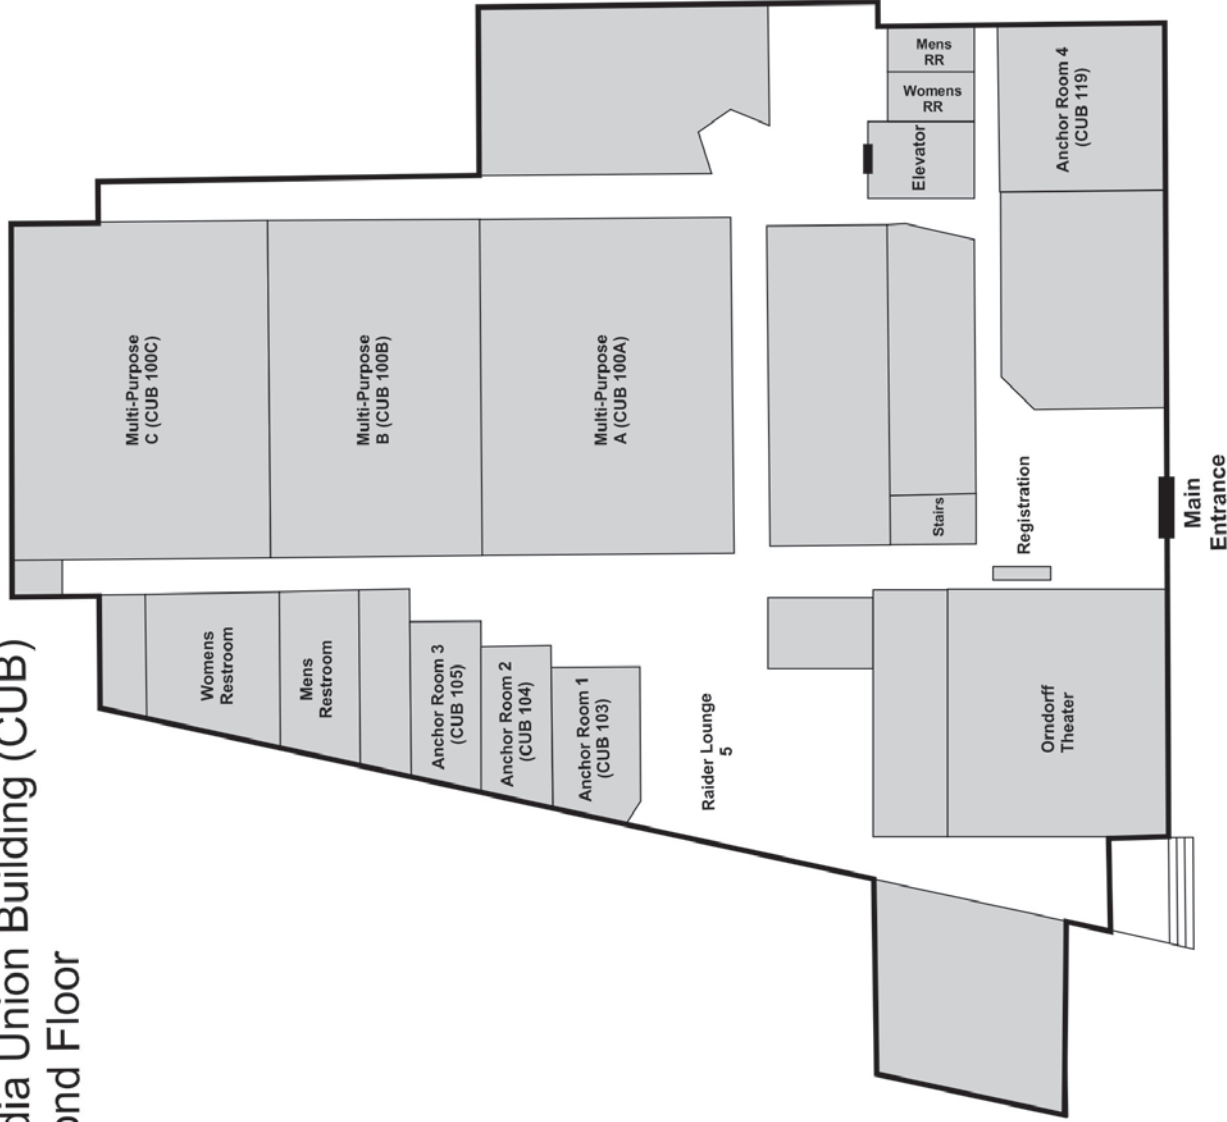 dia Union Building (CUB)
ond Floor
Multi-Purpose
C (CUB 100C)
Multi-Purpose
B (CUB 100B)
Multi-Purpose
A (CUB 100A)
Mens
RR
Womens
RR
Elevator
Anchor Room 4
(CUB 119)
Womens
Restroom
Mens
Restroom
Anchor Room 3
(CUB 105)
Anchor Room 2
(CUB 104)
Anchor Room 1
(CUB 103)
Raider Lounge
5
Stairs
Registration
Main
Entrance
Orndorff
Theater